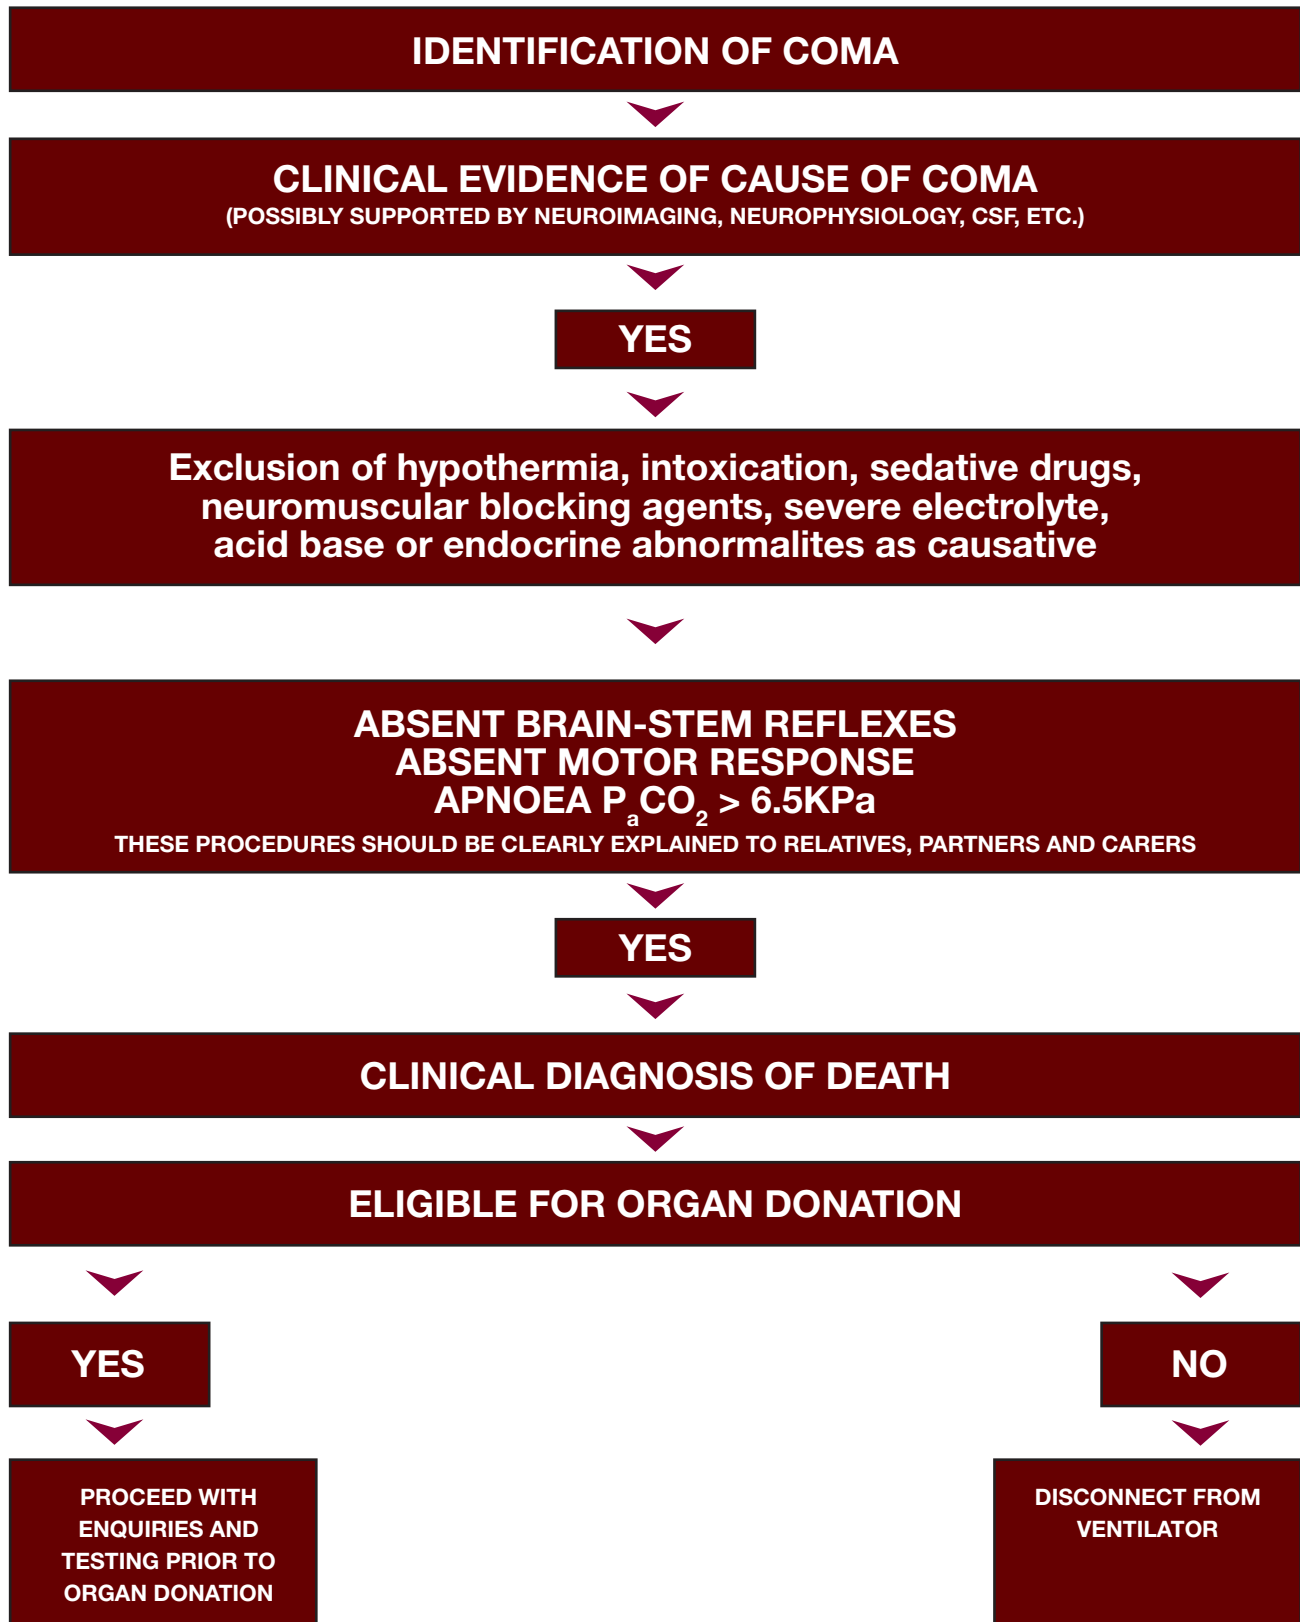 IDENTIFICATION OF COMA
CLINICAL EVIDENCE OF CAUSE OF COMA
(POSSIBLY SUPPORTED BY NEUROIMAGING, NEUROPHYSIOLOGY, CSF, ETC.)
YES
Exclusion of hypothermia, intoxication, sedative drugs,
neuromuscular blocking agents, severe electrolyte,
acid base or endocrine abnormalites as causative
ABSENT BRAIN-STEM REFLEXES
ABSENT MOTOR RESPONSE
APNOEA PaCO2 > 6.5KPa
THESE PROCEDURES SHOULD BE CLEARLY EXPLAINED TO RELATIVES, PARTNERS AND CARERS
YES
CLINICAL DIAGNOSIS OF DEATH
ELIGIBLE FOR ORGAN DONATION
YES
NO
PROCEED WITH
ENQUIRIES AND
TESTING PRIOR TO
ORGAN DONATION
DISCONNECT FROM
VENTILATOR